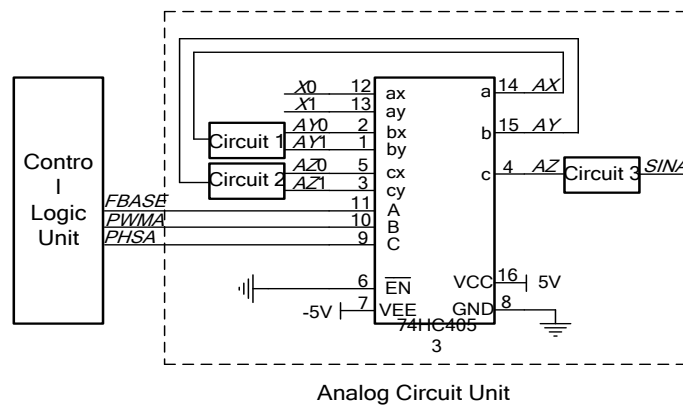 Contro
l
Logic
Unit
FBASE
PWMA
PHSA
X0
X1
AY0
AY1
AZ0
AZ1
Circuit 1
Circuit 2
12
13
2
1
5
3
11
10
9
6
7
-5V
ax
ay
bx
by
cx
cy
A
B
C
EN
VEE
a
b
c
VCC
GND
74HC405
3
14
15
4
16
8
AX
AY
AZ
5V
Circuit 3
SINA
Analog Circuit Unit